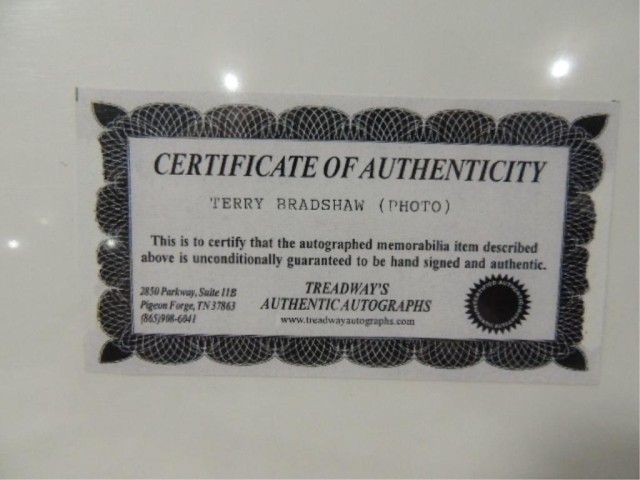 CERTIFICATE OF AUTHENTICITY
TERRY BRADSHAW (PHOTO)
This is to certify that the autographed memorabilia item described
above is unconditionally guaranteed to be hand signed and authentic.
2850 Parkway, Suite 11B
Pigeon Forge, TN 37863
(865)908-6041
TREADWAY'S
AUTHENTIC AUTOGRAPHS
www.treadwayautographs.com